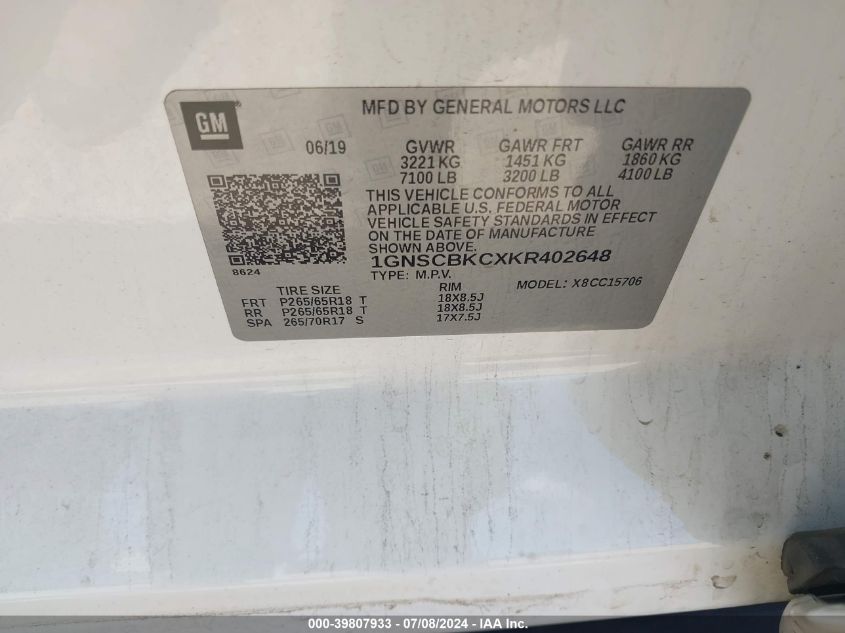 GM
MFD BY GENERAL MOTORS LLC
06/19 GVWR GAWR FRT GAWR RR
3221 KG 1451 KG 1860 KG
7100 LB 3200 LB 4100 LB
THIS VEHICLE CONFORMS TO ALL
APPLICABLE U.S. FEDERAL MOTOR
VEHICLE SAFETY STANDARDS IN EFFECT
ON THE DATE OF MANUFACTURE
SHOWN ABOVE.
1GNSCBKCXKR402648
8624
TYPE: M.P.V. MODEL: X8CC15706
TIRE SIZE RIM
FRT P265/65R18 T 18X8.5J
RR P265/65R18 T 18X8.5J
SPA 265/70R17 S 17X7.5J
000-39807933 - 07/08/2024 - IAA Inc.